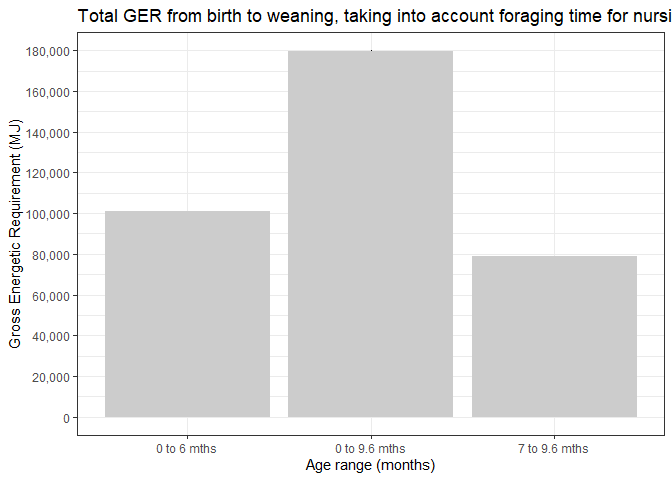 Total GER from birth to weaning, taking into account foraging time for nursi
Gross Energetic Requirement (MJ)
180,000
160,000
140,000
120,000
100,000
80,000
60,000
40,000
20,000
0
0 to 6 mths
0 to 9.6 mths
7 to 9.6 mths
Age range (months)